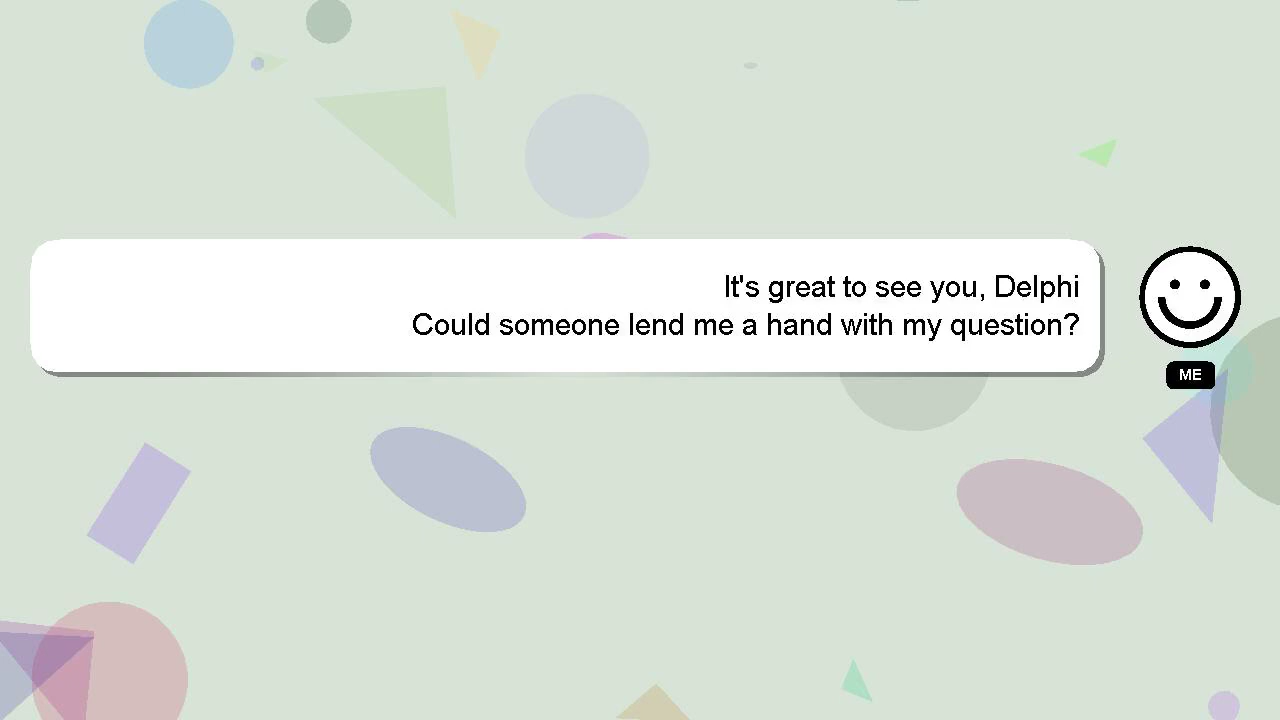 It's great to see you, Delphi
Could someone lend me a hand with my question?
ME